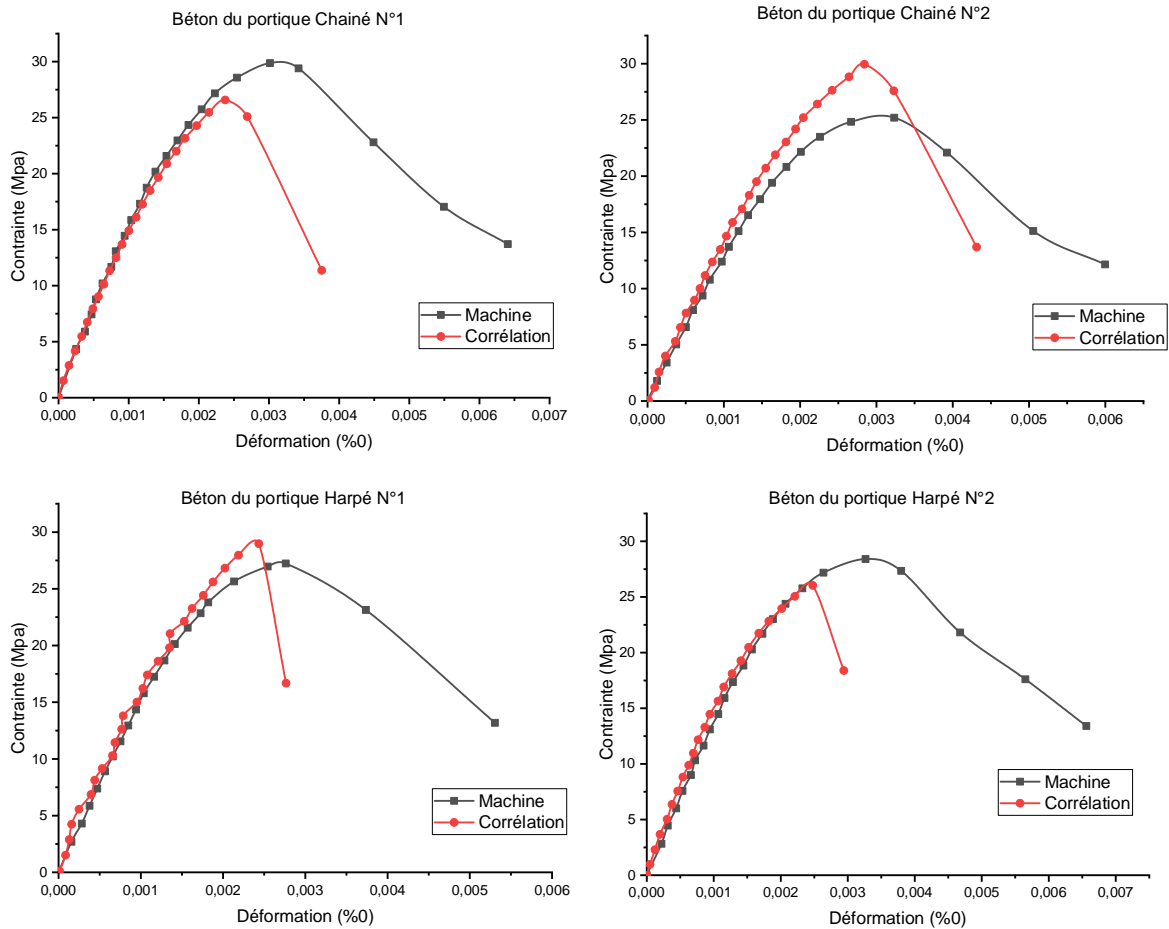 Béton du portique Chainé N°1
30
25
20
15
10
5
0
Contrainte (Mpa)
Machine
Corrélation
0,000 0,001 0,002 0,003 0,004 0,005 0,006 0,007
Déformation (%0)
Béton du portique Chainé N°2
30
25
20
15
10
5
0
Contrainte (Mpa)
Machine
Corrélation
0,000 0,001 0,002 0,003 0,004 0,005 0,006
Déformation (%0)
Béton du portique Harpé N°1
30
25
20
15
10
5
0
Contrainte (Mpa)
Machine
Corrélation
0,000 0,001 0,002 0,003 0,004 0,005 0,006
Déformation (%0)
Béton du portique Harpé N°2
30
25
20
15
10
5
0
Contrainte (Mpa)
Machine
Corrélation
0,000 0,001 0,002 0,003 0,004 0,005 0,006 0,007
Déformation (%0)